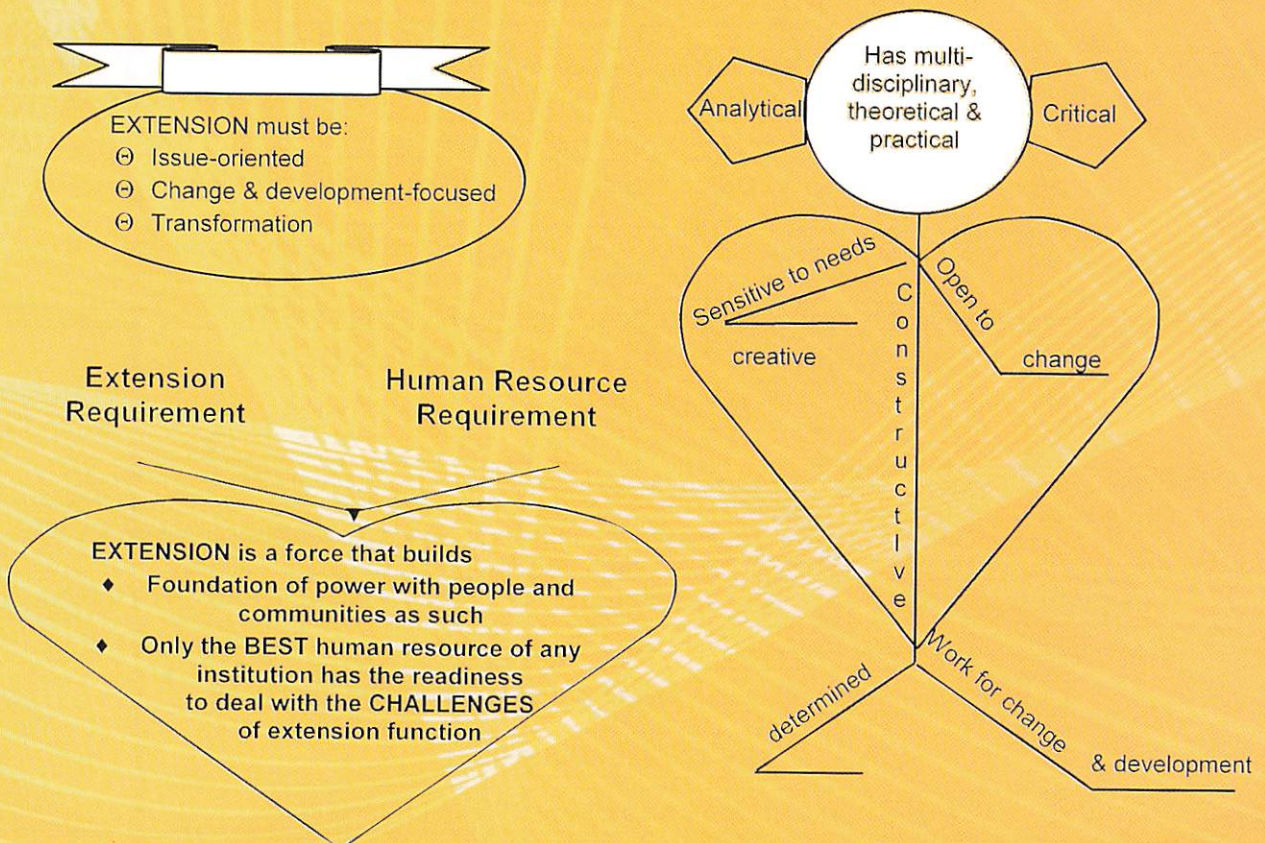 EXTENSION must be:
Θ Issue-oriented
Θ Change & development-focused
Θ Transformation
Extension
Requirement
Human Resource
Requirement
EXTENSION is a force that builds
♦ Foundation of power with people and
communities as such
♦ Only the BEST human resource of any
institution has the readiness
to deal with the CHALLENGES
of extension function
Has multi-
disciplinary,
theoretical &
practical
Analytical
Critical
Sensitive to needs
creative
Open to
change
C
o
n
s
t
r
u
c
t
I
v
e
determined
Work for change
& development